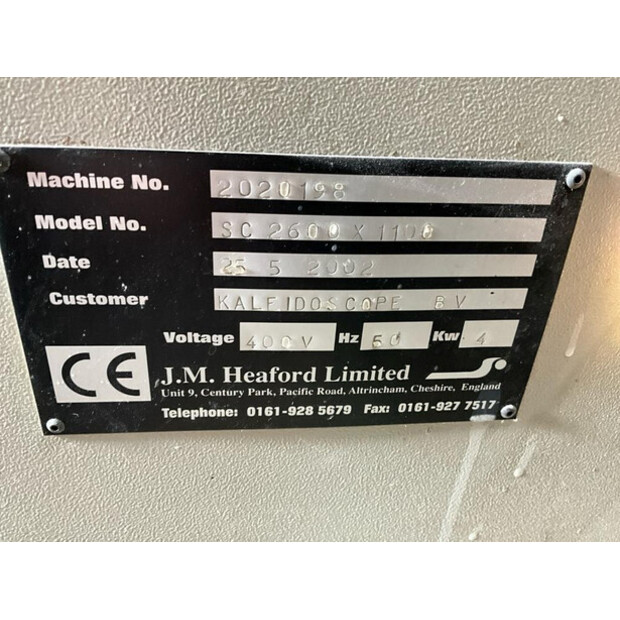 Machine No. 2020198
Model No. SC 2600 X 1100
Date 25 5 2002
Customer KALEIDOSCOPE BV
Voltage 400V Hz 50 Kw 4
CE J.M. Heaford Limited
Unit 9, Century Park, Pacific Road, Altrincham, Cheshire, England
Telephone: 0161-928 5679 Fax: 0161-927 7517